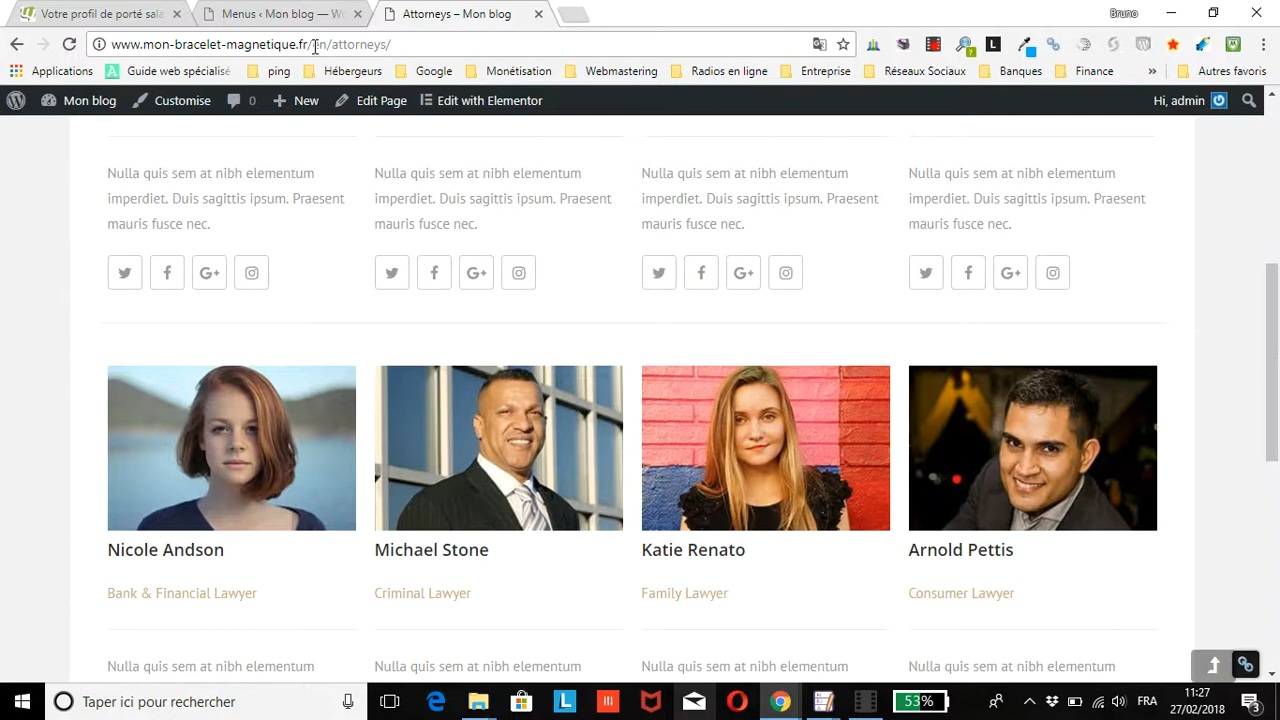 Votre profil de porté sala
Menus ‹ Mon blog — Wo
Attorneys – Mon blog
Bruno
www.mon-bracelet-magnetique.fr/en/attorneys/
Applications
Guide web spécialisé
ping
Hébergeurs
Google
Monétisation
Webmastering
Radios en ligne
Entreprise
Réseaux Sociaux
Banques
Finance
»
Autres favoris
Mon blog
Customise
0
New
Edit Page
Edit with Elementor
Hi, admin
Nulla quis sem at nibh elementum
imperdiet. Duis sagittis ipsum. Praesent
mauris fusce nec.
Nulla quis sem at nibh elementum
imperdiet. Duis sagittis ipsum. Praesent
mauris fusce nec.
Nulla quis sem at nibh elementum
imperdiet. Duis sagittis ipsum. Praesent
mauris fusce nec.
Nulla quis sem at nibh elementum
imperdiet. Duis sagittis ipsum. Praesent
mauris fusce nec.
Nicole Andson
Michael Stone
Katie Renato
Arnold Pettis
Bank & Financial Lawyer
Criminal Lawyer
Family Lawyer
Consumer Lawyer
Nulla quis sem at nibh elementum
Nulla quis sem at nibh elementum
Nulla quis sem at nibh elementum
Nulla quis sem at nibh elementum
Taper ici pour rechercher
53%
FRA
11:27
27/02/2018
3